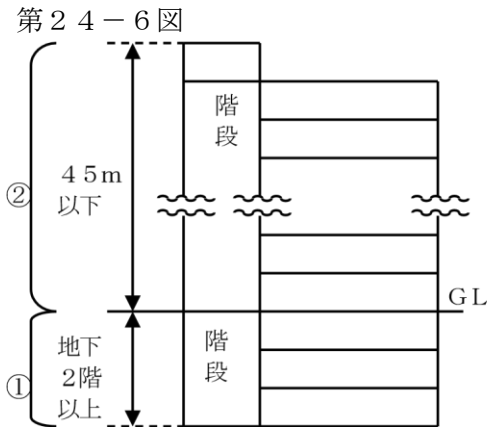 第２４－６図
階
段
４５ｍ
以下
②
ＧＬ
地下
２階
以上
階
段
①